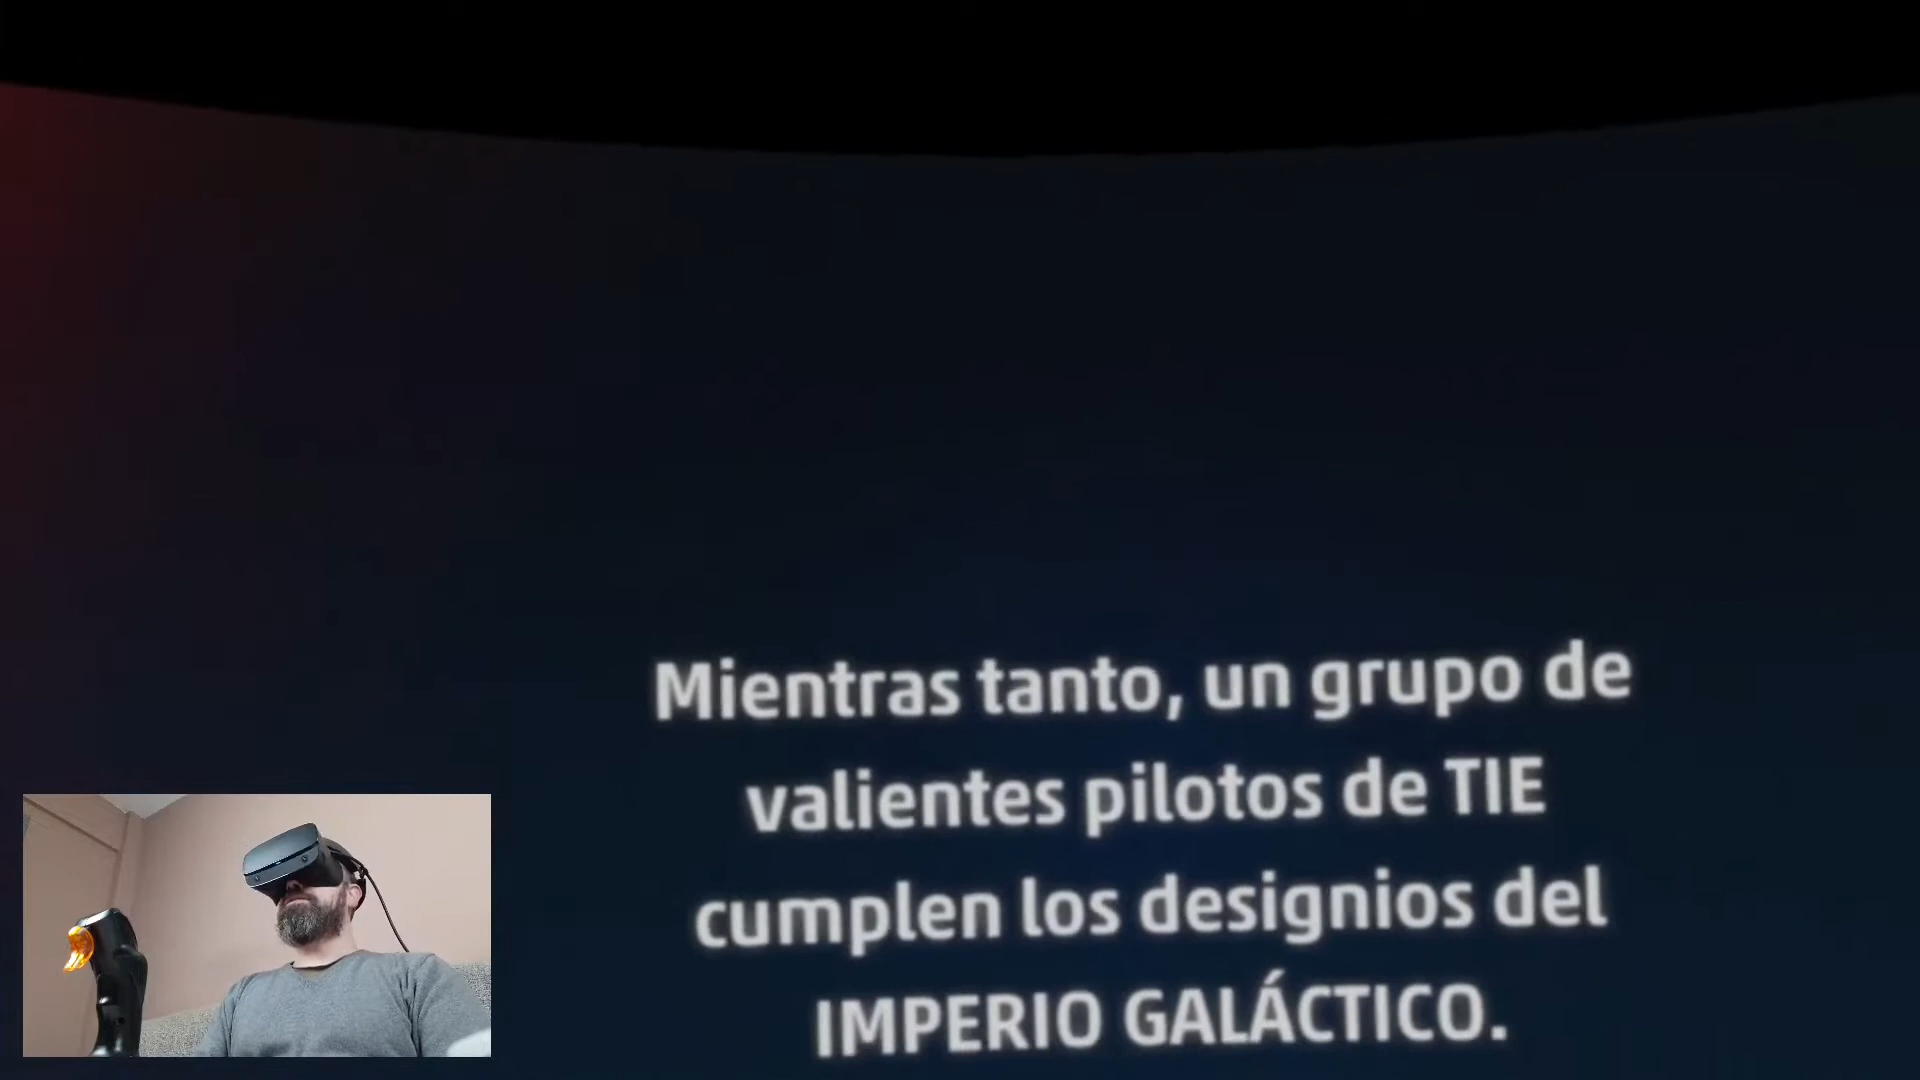 Mientras tanto, un grupo de
valientes pilotos de TIE
cumplen los designios del
IMPERIO GALÁCTICO.